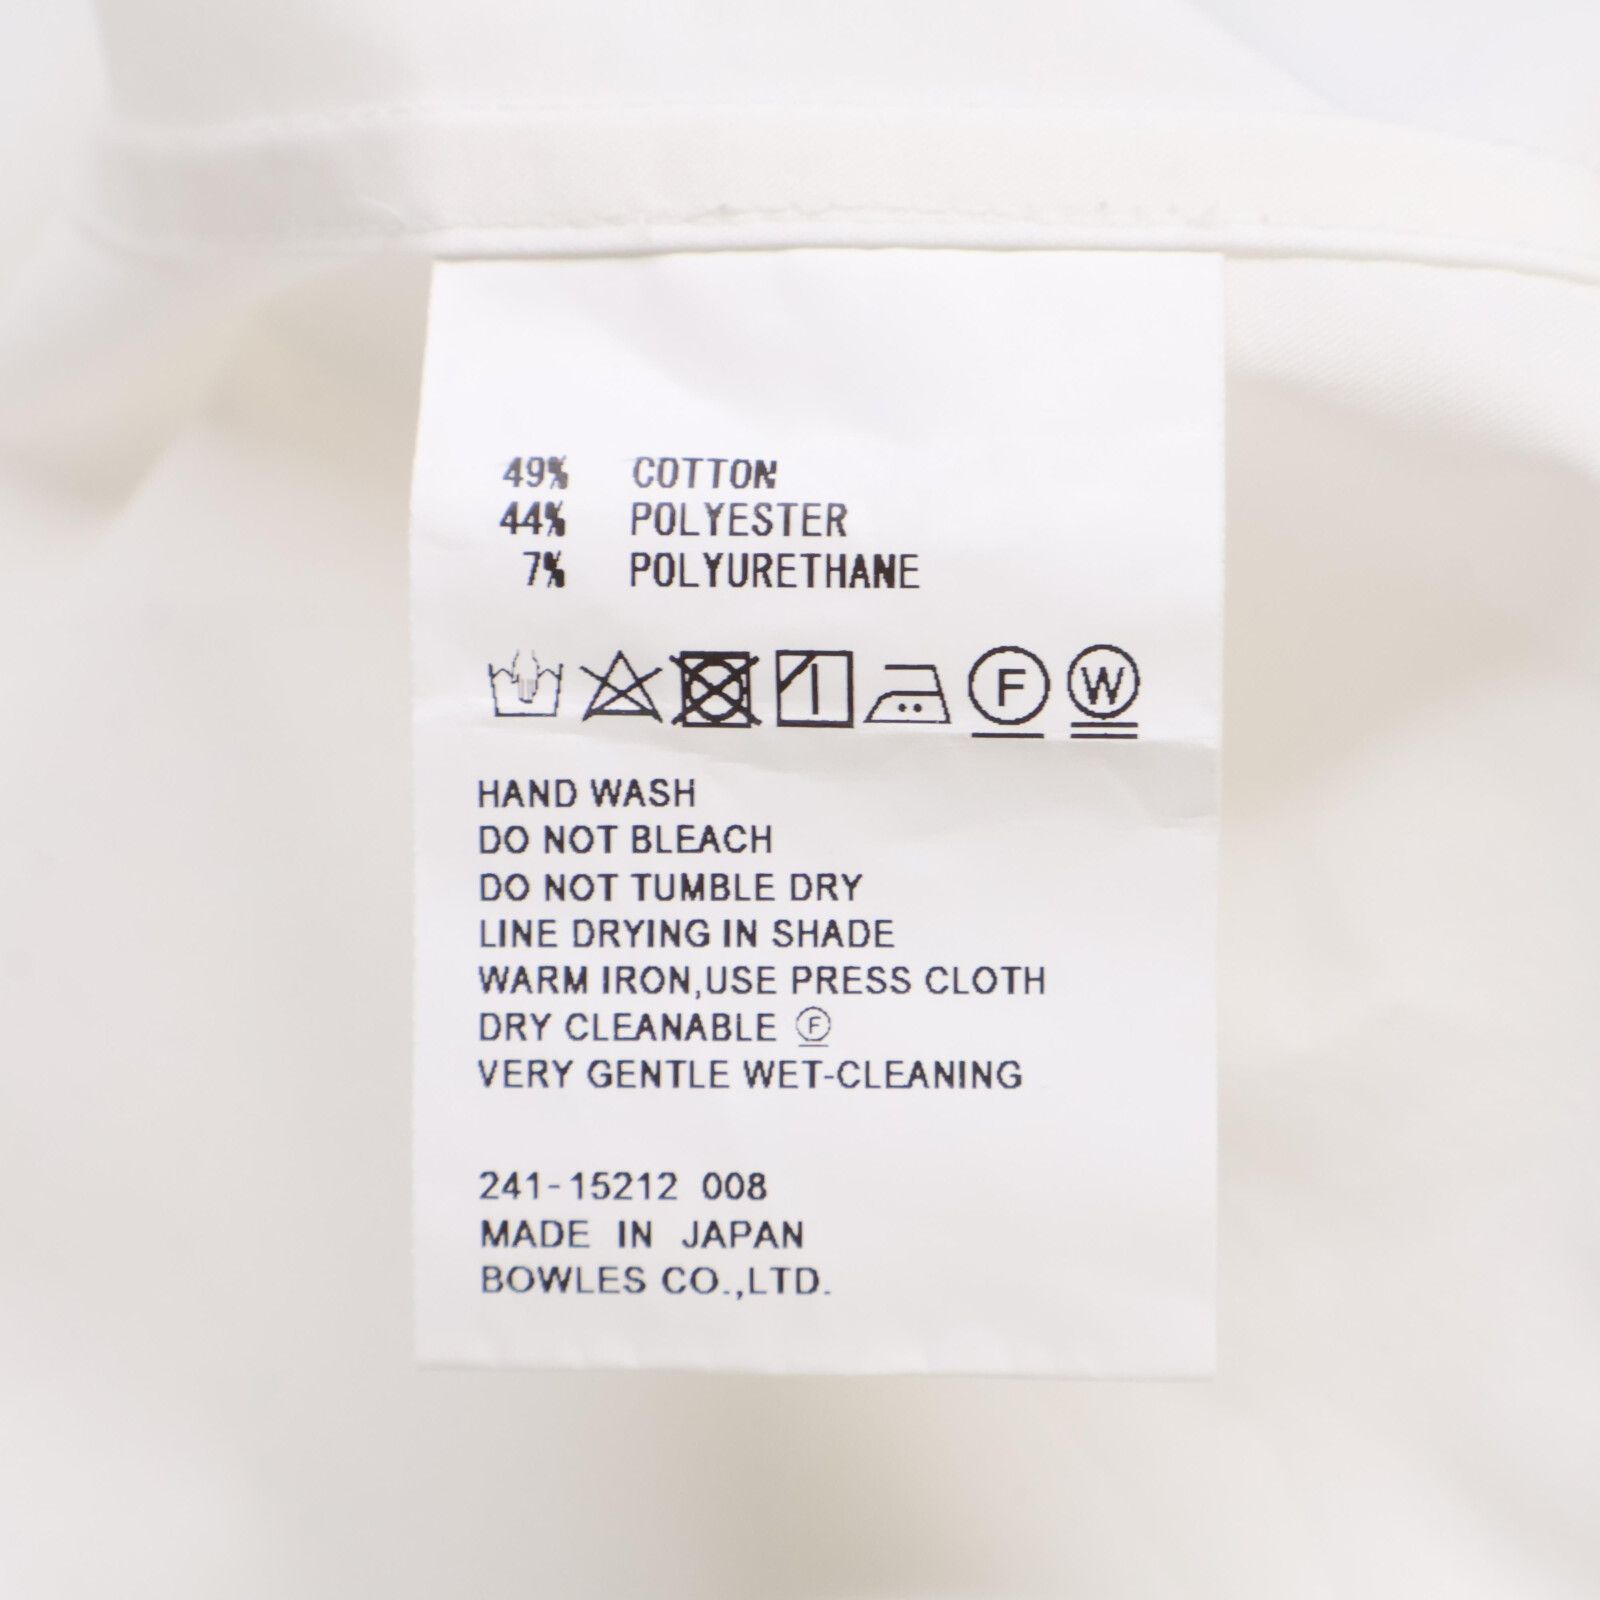 49% COTTON
44% POLYESTER
7% POLYURETHANE
F W
HAND WASH
DO NOT BLEACH
DO NOT TUMBLE DRY
LINE DRYING IN SHADE
WARM IRON,USE PRESS CLOTH
DRY CLEANABLE Ⓕ
VERY GENTLE WET-CLEANING
241-15212 008
MADE IN JAPAN
BOWLES CO.,LTD.